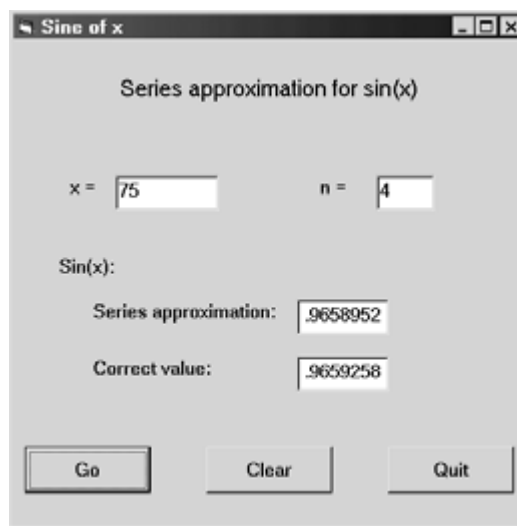 Sine of x
Series approximation for sin(x)
x = 75 n = 4
Sin(x):
Series approximation: .9658952
Correct value: .9659258
Go Clear Quit